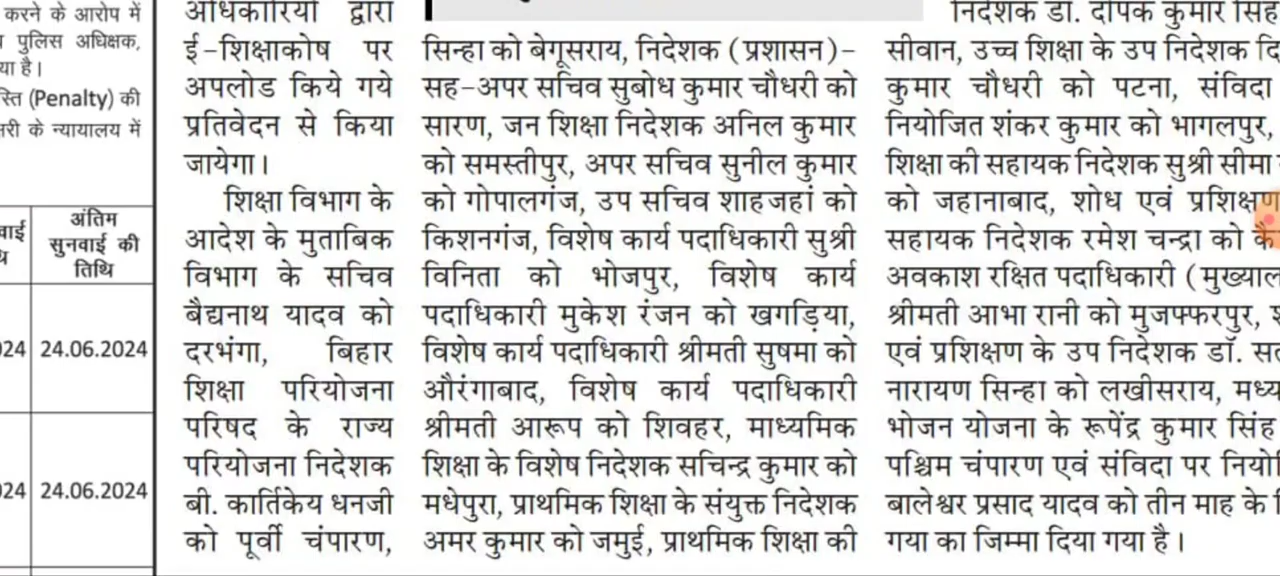 करने के आरोप में
पुलिस अधिक्षक,
या है।
(Penalty) की
के न्यायालय में
अंतिम
सुनवाई की
तिथि
24.06.2024
24.06.2024
अधिकारियों द्वारा
ई-शिक्षाकोष पर
अपलोड किये गये
प्रतिवेदन से किया
जायेगा।
शिक्षा विभाग के
आदेश के मुताबिक
विभाग के सचिव
बैद्यनाथ यादव को
दरभंगा, बिहार
शिक्षा परियोजना
परिषद के राज्य
परियोजना निदेशक
बी. कार्तिकेय धनजी
को पूर्वी चंपारण,
सिन्हा को बेगूसराय, निदेशक (प्रशासन)-
सह-अपर सचिव सुबोध कुमार चौधरी को
सारण, जन शिक्षा निदेशक अनिल कुमार
को समस्तीपुर, अपर सचिव सुनील कुमार
को गोपालगंज, उप सचिव शाहजहां को
किशनगंज, विशेष कार्य पदाधिकारी सुश्री
विनिता को भोजपुर, विशेष कार्य
पदाधिकारी मुकेश रंजन को खगड़िया,
विशेष कार्य पदाधिकारी श्रीमती सुषमा को
औरंगाबाद, विशेष कार्य पदाधिकारी
श्रीमती आरूप को शिवहर, माध्यमिक
शिक्षा के विशेष निदेशक सचिन्द्र कुमार को
मधेपुरा, प्राथमिक शिक्षा के संयुक्त निदेशक
अमर कुमार को जमुई, प्राथमिक शिक्षा की
निदेशक डा. दीपक कुमार सिंह
सीवान, उच्च शिक्षा के उप निदेशक
कुमार चौधरी को पटना, संविदा
नियोजित शंकर कुमार को भागलपुर,
शिक्षा की सहायक निदेशक सुश्री सीमा
को जहानाबाद, शोध एवं प्रशिक्षण
सहायक निदेशक रमेश चन्द्रा को
अवकाश रक्षित पदाधिकारी (मुख्याल
श्रीमती आभा रानी को मुजफ्फरपुर,
एवं प्रशिक्षण के उप निदेशक डॉ.
नारायण सिन्हा को लखीसराय, मध्य
भोजन योजना के रूपेंद्र कुमार सिंह
पश्चिम चंपारण एवं संविदा पर
बालेश्वर प्रसाद यादव को तीन माह के
गया का जिम्मा दिया गया है।